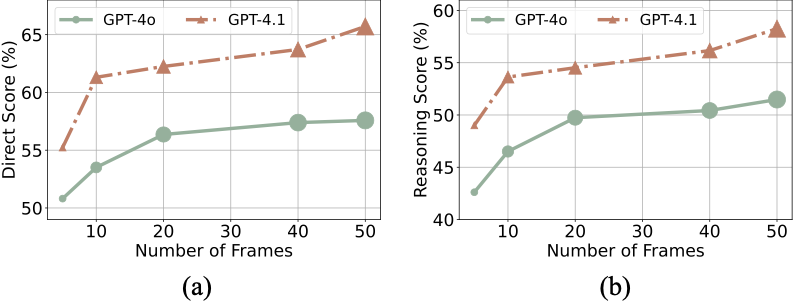 GPT-4o GPT-4.1
65
60
55
50
Direct Score (%)
10 20 30 40 50
Number of Frames
(a)
GPT-4o GPT-4.1
60
55
50
45
40
Reasoning Score (%)
10 20 30 40 50
Number of Frames
(b)